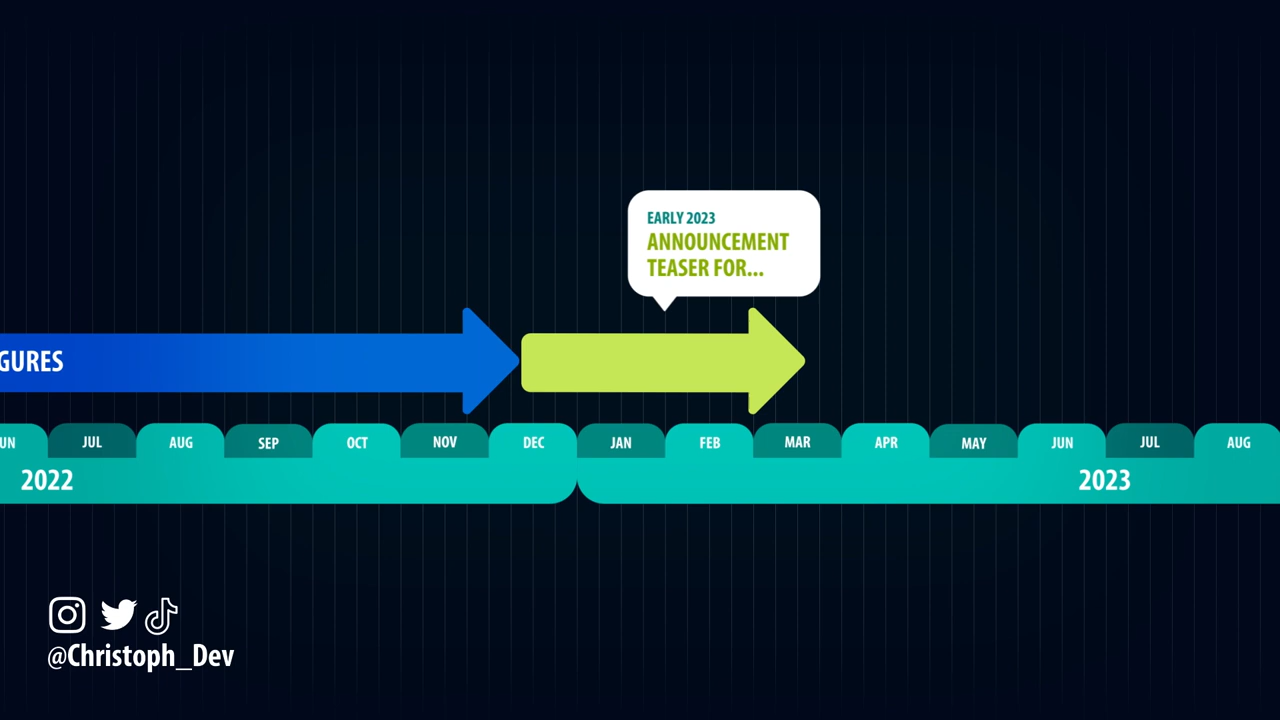 EARLY 2023
ANNOUNCEMENT
TEASER FOR...
GURES
UN JUL AUG SEP OCT NOV DEC JAN FEB MAR APR MAY JUN JUL AUG
2022 2023
@Christoph_Dev